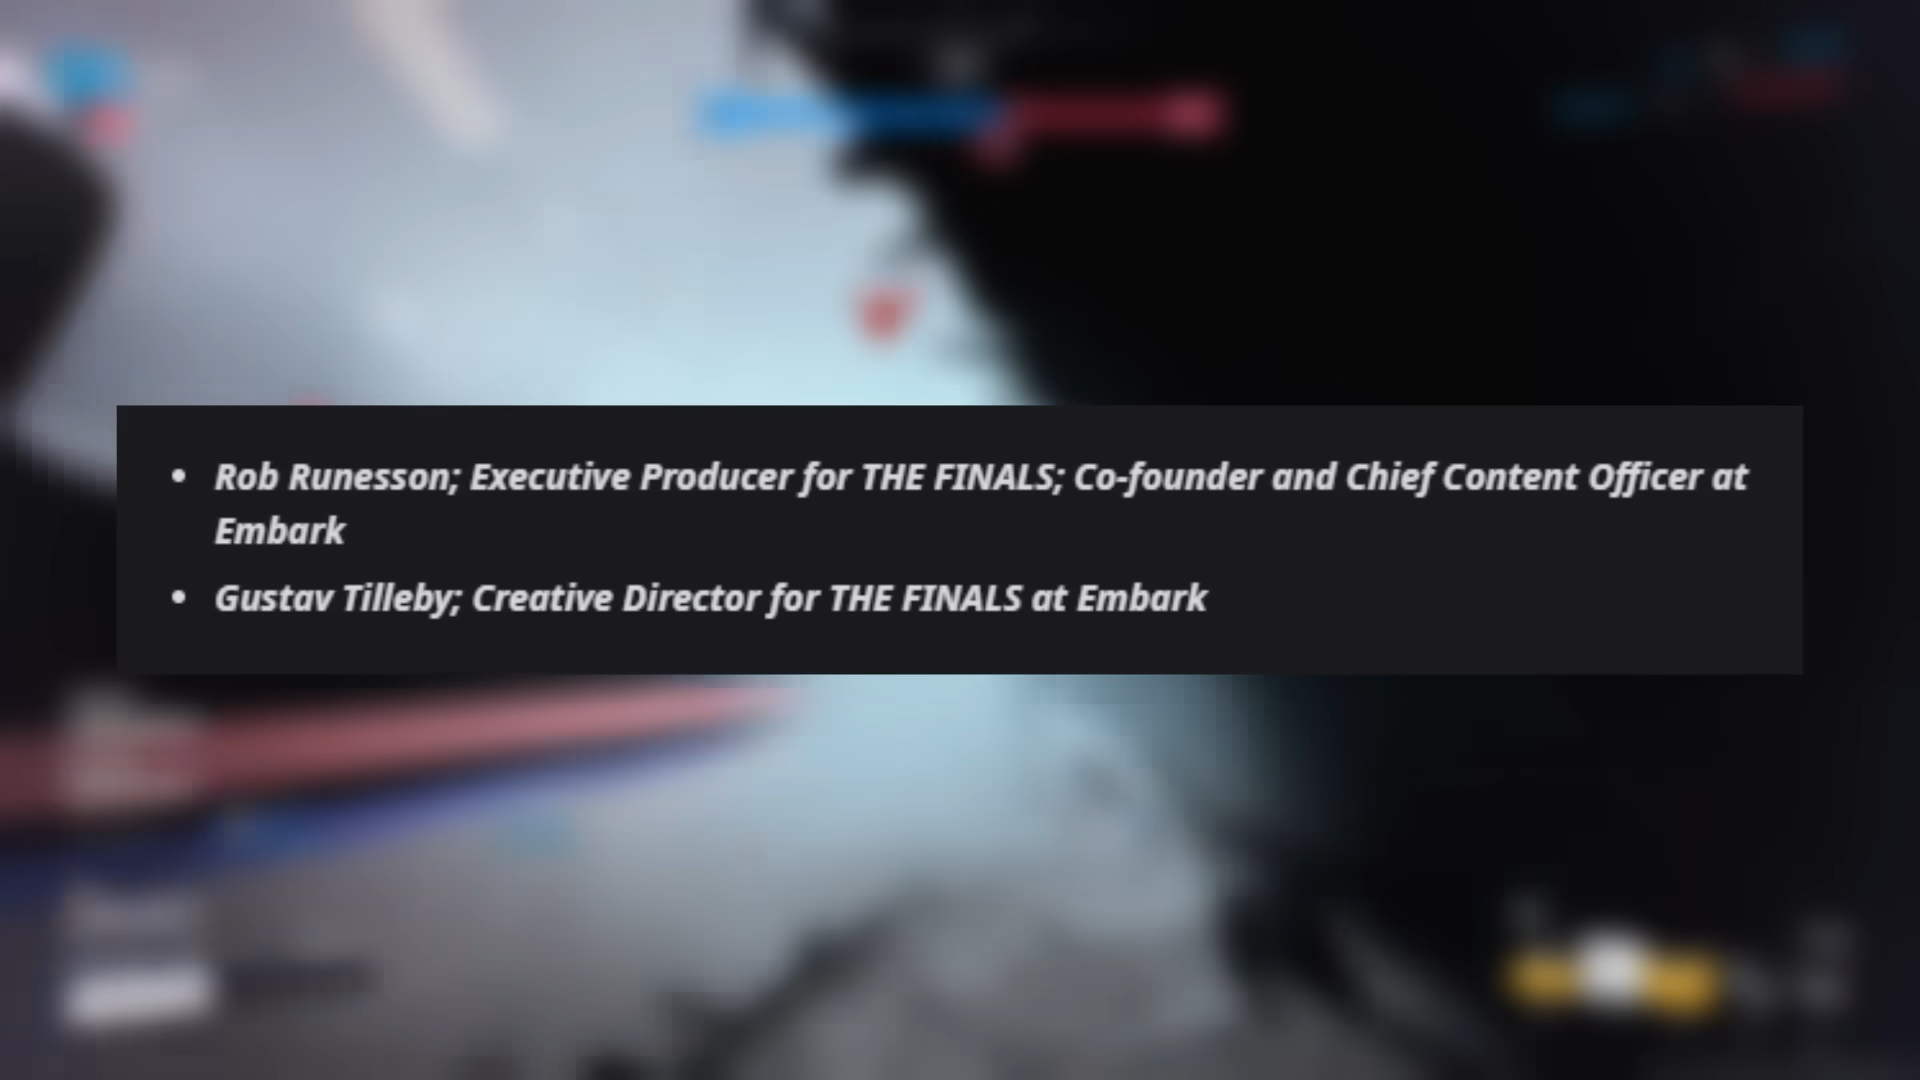 • Rob Runesson; Executive Producer for THE FINALS; Co-founder and Chief Content Officer at
Embark
• Gustav Tilleby; Creative Director for THE FINALS at Embark